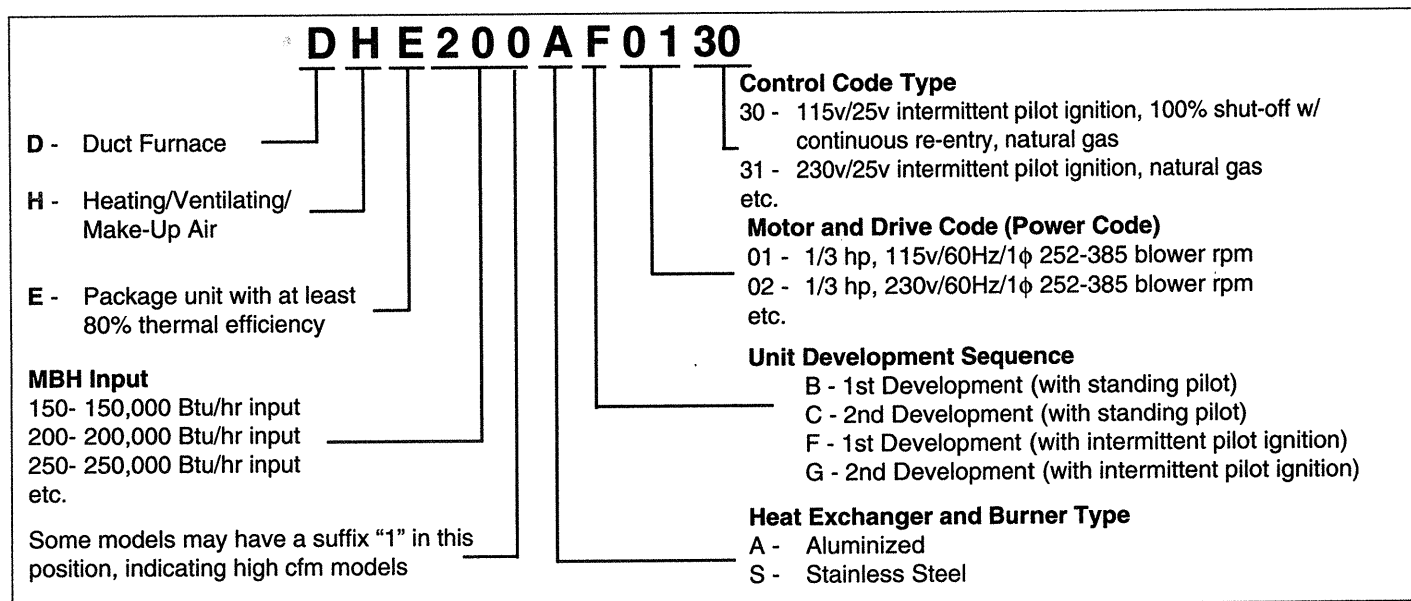 D H E 2 0 0 A F 0 1 30
D - Duct Furnace
H - Heating/Ventilating/
Make-Up Air
E - Package unit with at least
80% thermal efficiency
MBH Input
150- 150,000 Btu/hr input
200- 200,000 Btu/hr input
250- 250,000 Btu/hr input
etc.
Some models may have a suffix “1” in this
position, indicating high cfm models
Control Code Type
30 - 115v/25v intermittent pilot ignition, 100% shut-off w/
continuous re-entry, natural gas
31 - 230v/25v intermittent pilot ignition, natural gas
etc.
Motor and Drive Code (Power Code)
01 - 1/3 hp, 115v/60Hz/1ϕ 252-385 blower rpm
02 - 1/3 hp, 230v/60Hz/1ϕ 252-385 blower rpm
etc.
Unit Development Sequence
B - 1st Development (with standing pilot)
C - 2nd Development (with standing pilot)
F - 1st Development (with intermittent pilot ignition)
G - 2nd Development (with intermittent pilot ignition)
Heat Exchanger and Burner Type
A - Aluminized
S - Stainless Steel